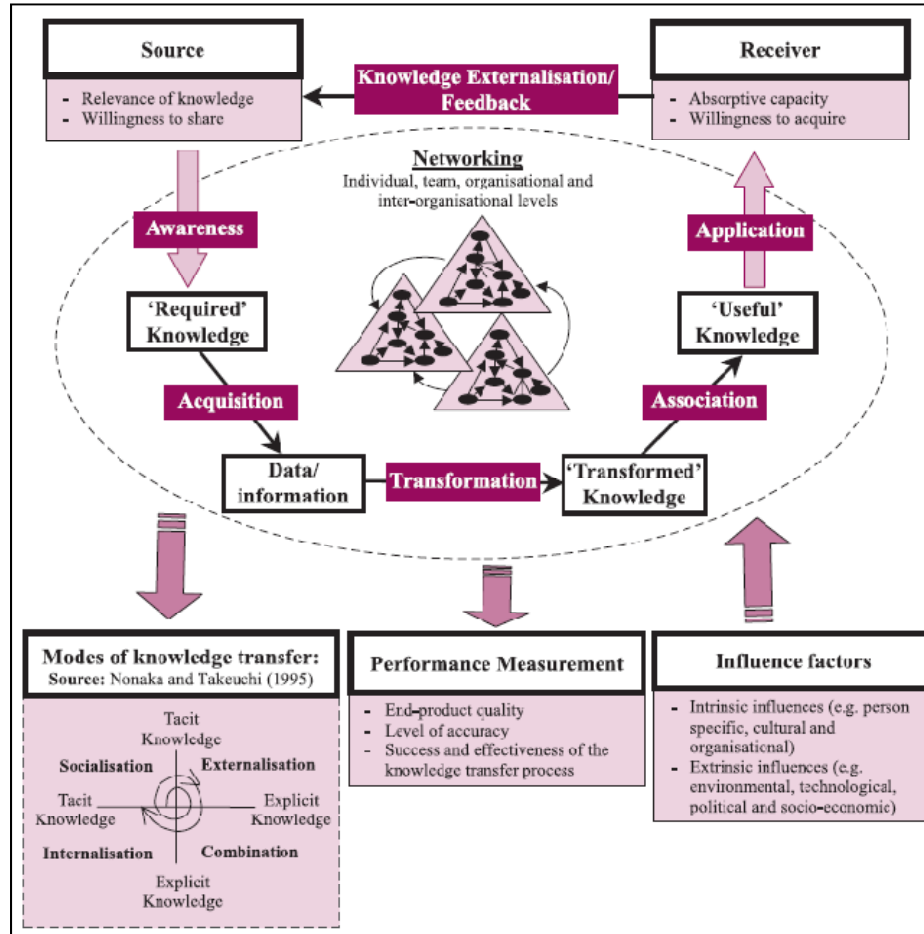 Source
- Relevance of knowledge
- Willingness to share
Knowledge Externalisation/
Feedback
Receiver
- Absorptive capacity
- Willingness to acquire
Networking
Individual, team, organisational and
inter-organisational levels
Awareness
Application
'Required'
Knowledge
'Useful'
Knowledge
Acquisition
Association
Data/
information
Transformation
'Transformed'
Knowledge
Modes of knowledge transfer:
Source: Nonaka and Takeuchi (1995)
Tacit
Knowledge
Socialisation
Externalisation
Tacit
Knowledge
Explicit
Knowledge
Internalisation
Combination
Explicit
Knowledge
Performance Measurement
- End-product quality
- Level of accuracy
- Success and effectiveness of the
knowledge transfer process
Influence factors
- Intrinsic influences (e.g. person
specific, cultural and
organisational)
- Extrinsic influences (e.g.
environmental, technological,
political and socio-economic)